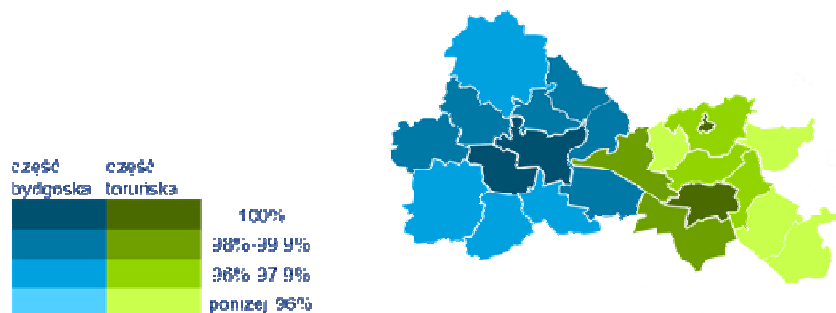 część część
bydgoska toruńska
100%
98%-99 9%
96%-97 9%
poniżej 96%